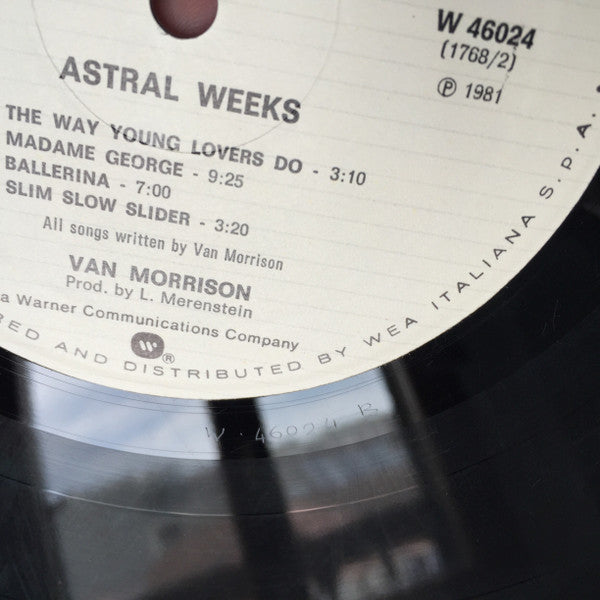 W 46024
(1768/2)
Ⓟ 1981
ASTRAL WEEKS
THE WAY YOUNG LOVERS DO - 3:10
MADAME GEORGE - 9:25
BALLERINA - 7:00
SLIM SLOW SLIDER - 3:20
All songs written by Van Morrison
VAN MORRISON
Prod. by L. Merenstein
a Warner Communications Company
W ®
AND DISTRIBUTED BY WEA ITALIANA S.P.A.
W · 46024 B